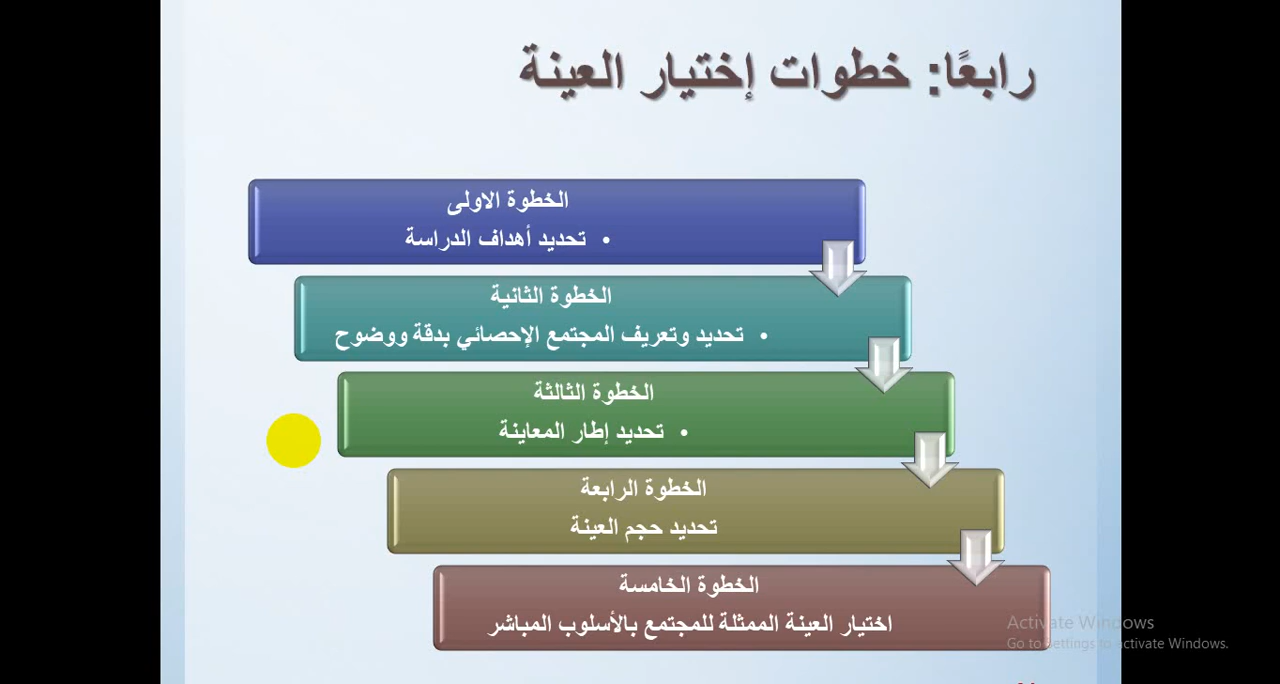 رابعًا: خطوات إختيار العينة
الخطوة الاولى
• تحديد أهداف الدراسة
الخطوة الثانية
• تحديد وتعريف المجتمع الإحصائي بدقة ووضوح
الخطوة الثالثة
• تحديد إطار المعاينة
الخطوة الرابعة
تحديد حجم العينة
الخطوة الخامسة
اختيار العينة الممثلة للمجتمع بالأسلوب المباشر
Activate Windows
Go to Settings to activate Windows.